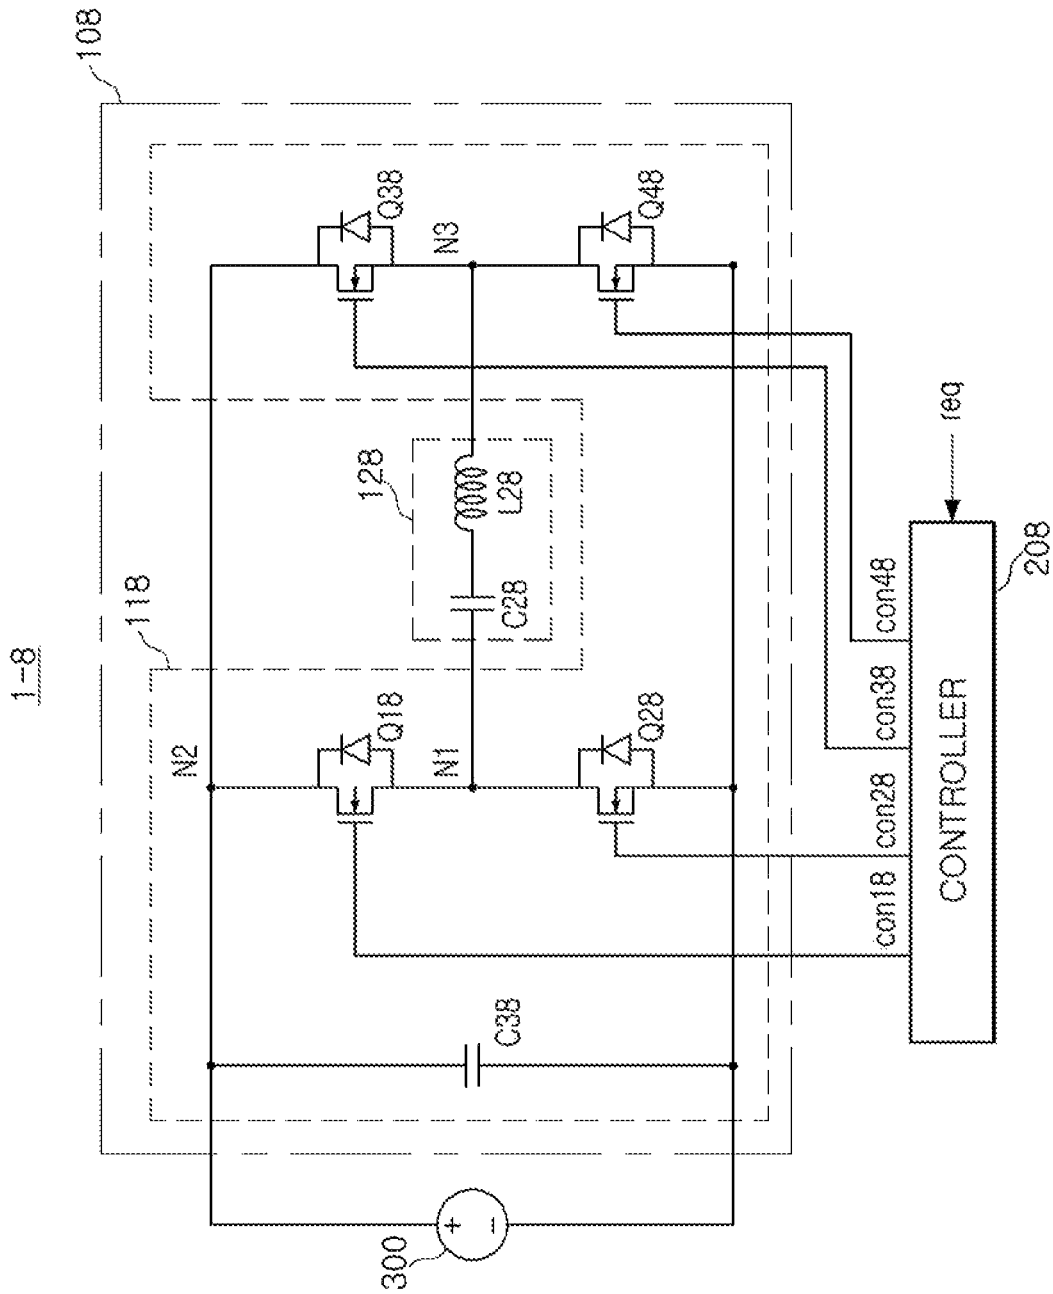 1-8
108
118
128
N2
Q18
N1
Q28
C38
C28
L28
Q38
N3
Q48
300
+
−
con18
con28
con38
con48
req
CONTROLLER
208